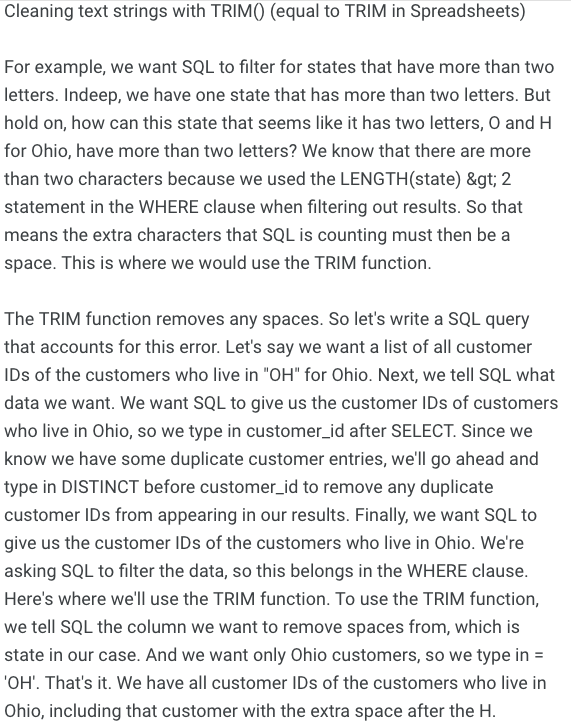 Cleaning text strings with TRIM() (equal to TRIM in Spreadsheets)
For example, we want SQL to filter for states that have more than two
letters. Indeep, we have one state that has more than two letters. But
hold on, how can this state that seems like it has two letters, O and H
for Ohio, have more than two letters? We know that there are more
than two characters because we used the LENGTH(state) &gt; 2
statement in the WHERE clause when filtering out results. So that
means the extra characters that SQL is counting must then be a
space. This is where we would use the TRIM function.
The TRIM function removes any spaces. So let's write a SQL query
that accounts for this error. Let's say we want a list of all customer
IDs of the customers who live in "OH" for Ohio. Next, we tell SQL what
data we want. We want SQL to give us the customer IDs of customers
who live in Ohio, so we type in customer_id after SELECT. Since we
know we have some duplicate customer entries, we'll go ahead and
type in DISTINCT before customer_id to remove any duplicate
customer IDs from appearing in our results. Finally, we want SQL to
give us the customer IDs of the customers who live in Ohio. We're
asking SQL to filter the data, so this belongs in the WHERE clause.
Here's where we'll use the TRIM function. To use the TRIM function,
we tell SQL the column we want to remove spaces from, which is
state in our case. And we want only Ohio customers, so we type in =
'OH'. That's it. We have all customer IDs of the customers who live in
Ohio, including that customer with the extra space after the H.